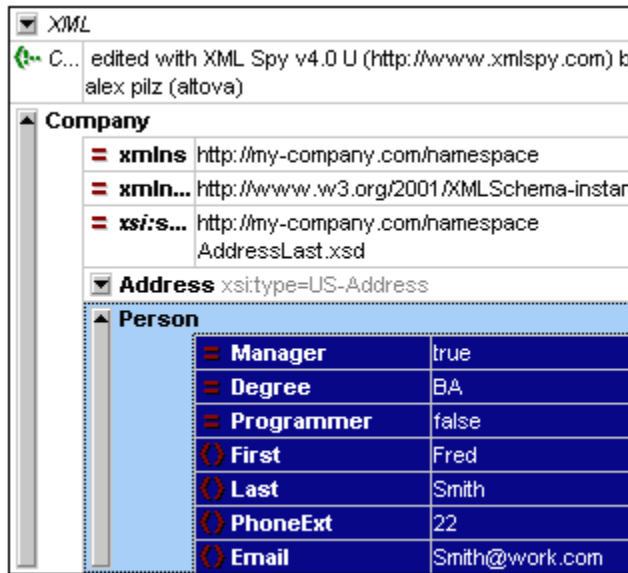 XML
C... edited with XML Spy v4.0 U (http://www.xmlspy.com) b
alex pilz (altova)
Company
= xmlns http://my-company.com/namespace
= xmln... http://www.w3.org/2001/XMLSchema-instan
= xsi:s... http://my-company.com/namespace
AddressLast.xsd
Address xsi:type=US-Address
Person
= Manager true
= Degree BA
= Programmer false
() First Fred
() Last Smith
() PhoneExt 22
() Email Smith@work.com